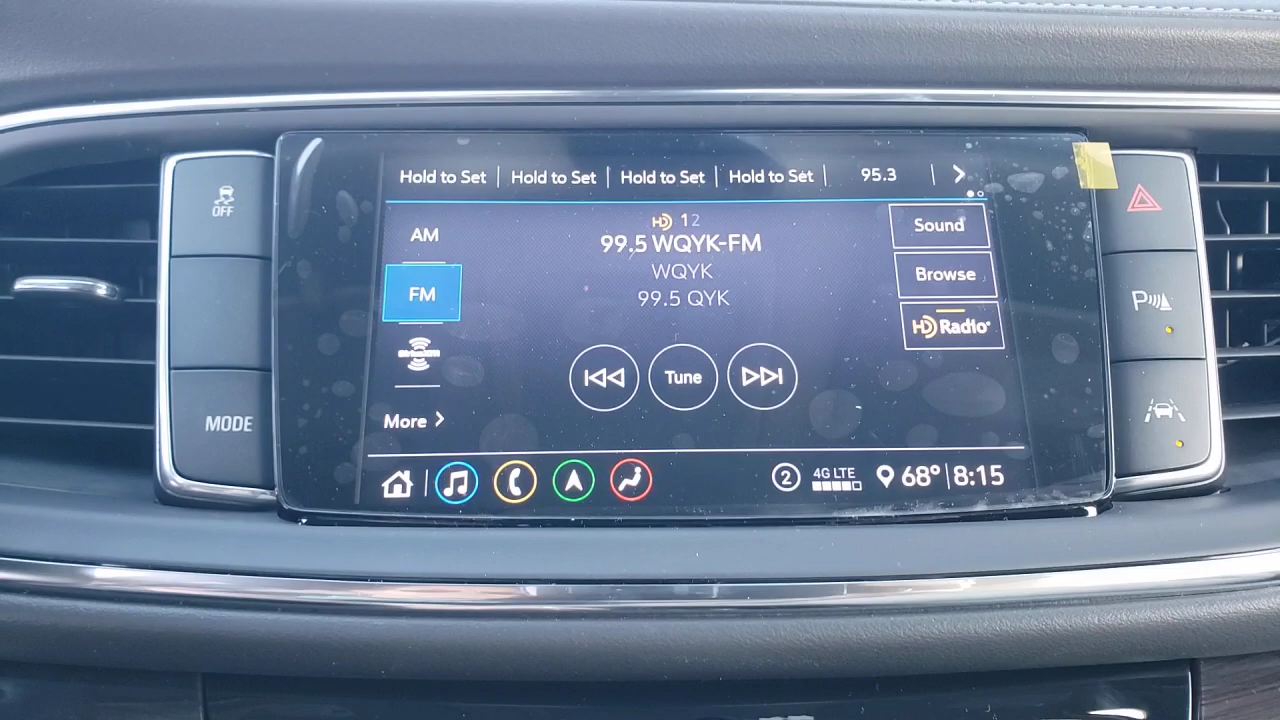 Hold to Set Hold to Set Hold to Set Hold to Set 95.3
OFF
HD 12
AM
99.5 WQYK-FM
Sound
WQYK
Browse
FM
99.5 QYK
HD Radio
P
Tune
More
MODE
2 4G LTE 68° 8:15